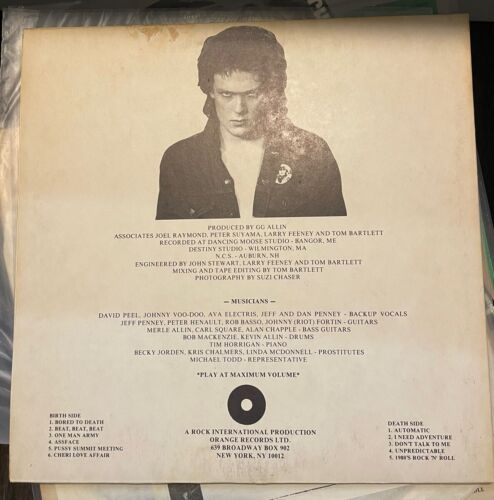 PRODUCED BY GG ALLIN
ASSOCIATES JOEL RAYMOND, PETER SUYAMA, LARRY FEENEY AND TOM BARTLETT
RECORDED AT DANCING MOOSE STUDIO - BANGOR, ME
DESTINY STUDIO - WILMINGTON, MA
N.C.S. - AUBURN, NH
ENGINEERED BY JOHN STEWART, LARRY FEENEY AND TOM BARTLETT
MIXING AND TAPE EDITING BY TOM BARTLETT
PHOTOGRAPHY BY SUZI CHASER
— MUSICIANS —
DAVID PEEL, JOHNNY VOO-DOO, AVA ELECTRIS, JEFF AND DAN PENNEY - BACKUP VOCALS
JEFF PENNEY, PETER HENAULT, ROB BASSO, JOHNNY (RIOT) FORTIN - GUITARS
MERLE ALLIN, CARL SQUARE, ALAN CHAPPLE - BASS GUITARS
BOB MACKENZIE, KEVIN ALLIN - DRUMS
TIM HORRIGAN - PIANO
BECKY JORDEN, KRIS CHALMERS, LINDA MCDONNELL - PROSTITUTES
MICHAEL TODD - REPRESENTATIVE
*PLAY AT MAXIMUM VOLUME*
BIRTH SIDE
1. BORED TO DEATH
2. BEAT, BEAT, BEAT
3. ONE MAN ARMY
4. ASSFACE
5. PUSSY SUMMIT MEETING
6. CHERI LOVE AFFAIR
A ROCK INTERNATIONAL PRODUCTION
ORANGE RECORDS LTD.
639 BROADWAY BOX 902
NEW YORK, NY 10012
DEATH SIDE
1. AUTOMATIC
2. I NEED ADVENTURE
3. DON'T TALK TO ME
4. UNPREDICTABLE
5. 1980'S ROCK 'N' ROLL